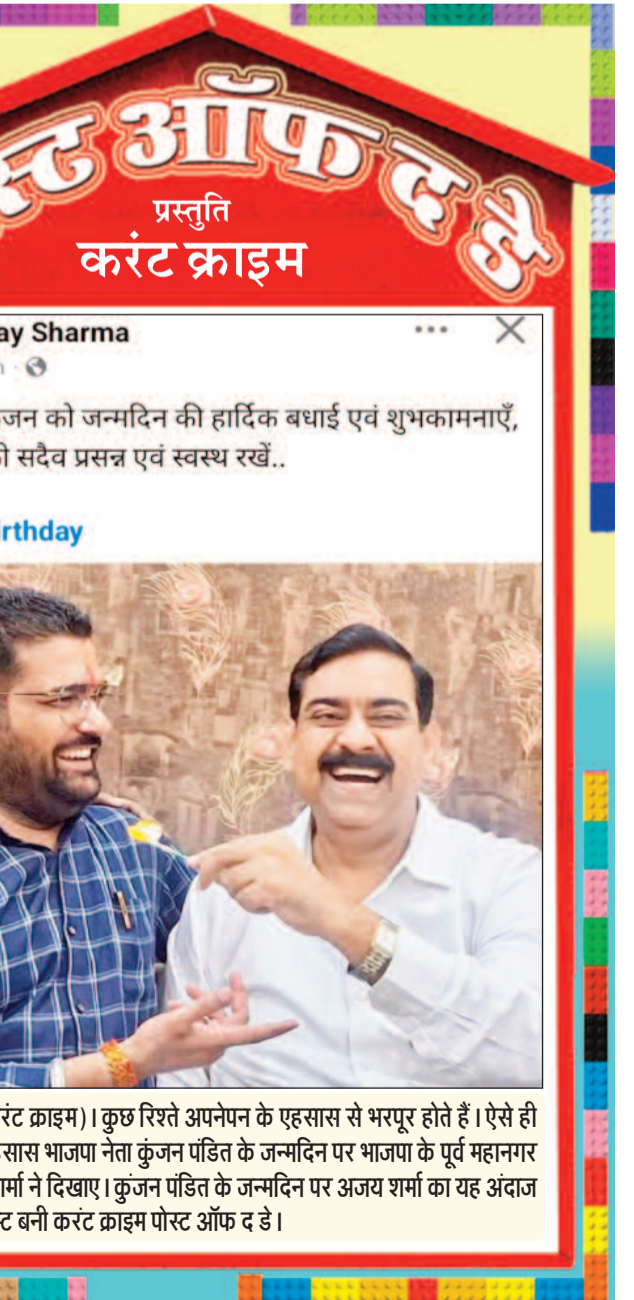 स्ट ऑफ द डे
प्रस्तुति
करंट क्राइम
ay Sharma
जन को जन्मदिन की हार्दिक बधाई एवं शुभकामनाएँ,
सदैव प्रसन्न एवं स्वस्थ रखें..
irthday
रंट क्राइम)। कुछ रिश्ते अपनेपन के एहसास से भरपूर होते हैं। ऐसे ही
सास भाजपा नेता कुंजन पंडित के जन्मदिन पर भाजपा के पूर्व महानगर
र्मा ने दिखाए। कुंजन पंडित के जन्मदिन पर अजय शर्मा का यह अंदाज
स्ट बनी करंट क्राइम पोस्ट ऑफ द डे।